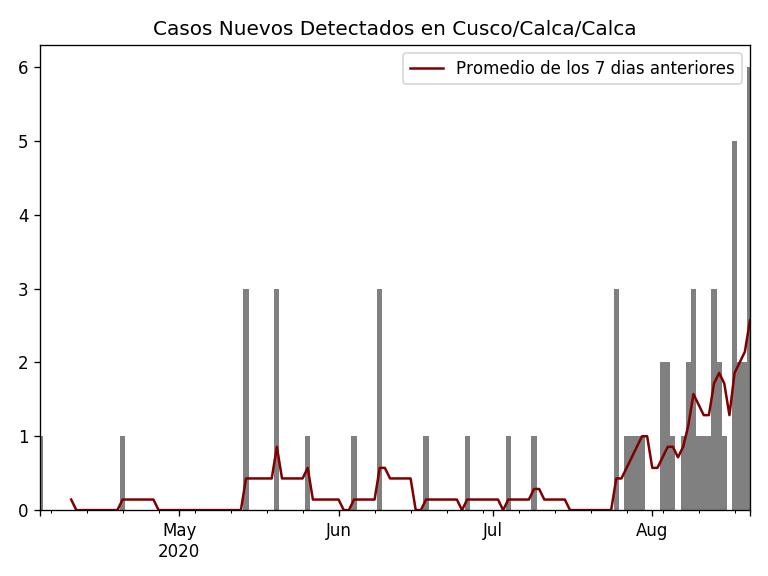 Casos Nuevos Detectados en Cusco/Calca/Calca
Promedio de los 7 dias anteriores
6
5
4
3
2
1
0
May
2020
Jun
Jul
Aug